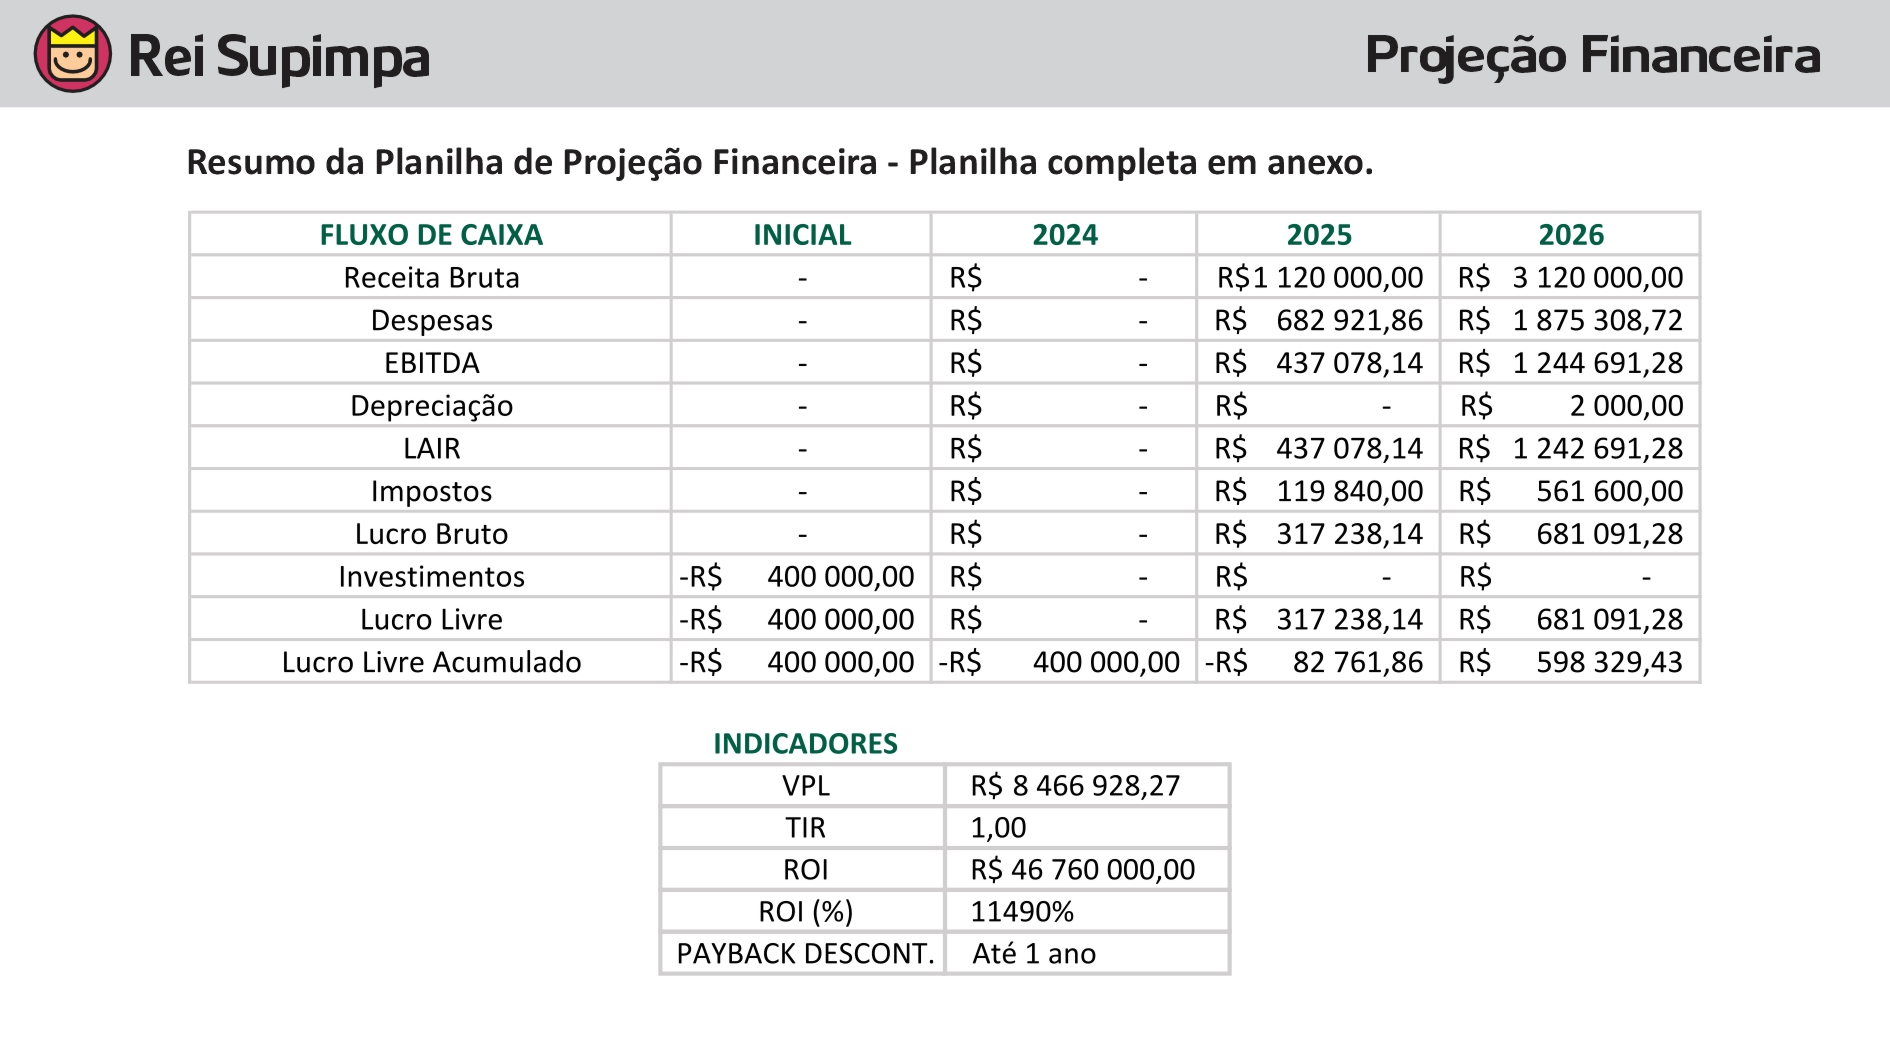 Rei Supimpa
Projeção Financeira
Resumo da Planilha de Projeção Financeira - Planilha completa em anexo.
FLUXO DE CAIXA INICIAL 2024 2025 2026
Receita Bruta - R$ - R$1 120 000,00 R$ 3 120 000,00
Despesas - R$ - R$ 682 921,86 R$ 1 875 308,72
EBITDA - R$ - R$ 437 078,14 R$ 1 244 691,28
Depreciação - R$ - R$ - R$ 2 000,00
LAIR - R$ - R$ 437 078,14 R$ 1 242 691,28
Impostos - R$ - R$ 119 840,00 R$ 561 600,00
Lucro Bruto - R$ - R$ 317 238,14 R$ 681 091,28
Investimentos -R$ 400 000,00 R$ - R$ - R$ -
Lucro Livre -R$ 400 000,00 R$ - R$ 317 238,14 R$ 681 091,28
Lucro Livre Acumulado -R$ 400 000,00 -R$ 400 000,00 -R$ 82 761,86 R$ 598 329,43
INDICADORES
VPL R$ 8 466 928,27
TIR 1,00
ROI R$ 46 760 000,00
ROI (%) 11490%
PAYBACK DESCONT. Até 1 ano